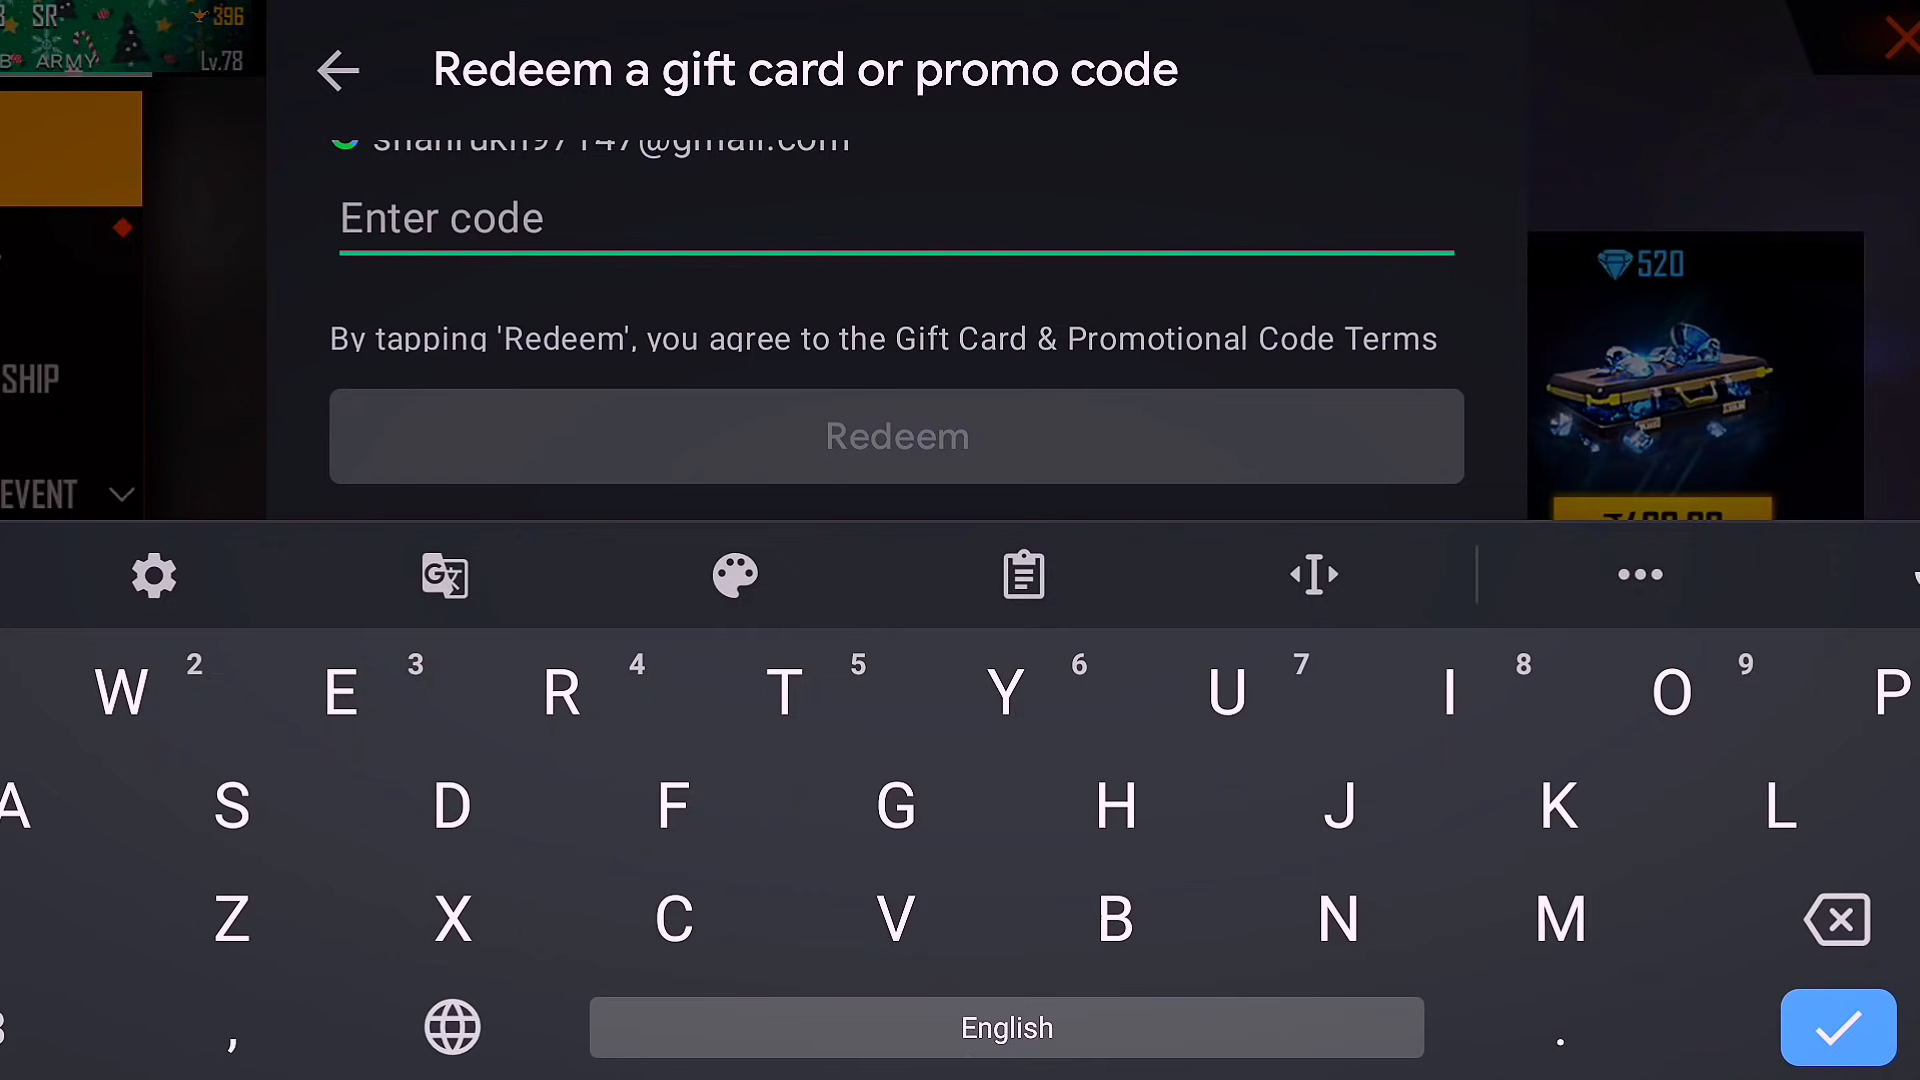 SR
396
ARMY
Lv.78
Redeem a gift card or promo code
Enter code
By tapping 'Redeem', you agree to the Gift Card & Promotional Code Terms
Redeem
520
SHIP
EVENT
W 2 E 3 R 4 T 5 Y 6 U 7 I 8 O 9 P
A S D F G H J K L
Z X C V B N M
, English .